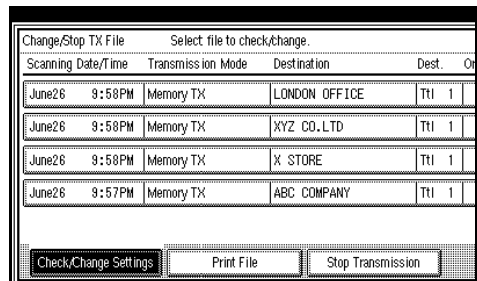 Change/Stop TX File Select file to check/change.
Scanning Date/Time Transmission Mode Destination Dest. Or
June26 9:58PM Memory TX LONDON OFFICE Ttl 1
June26 9:58PM Memory TX XYZ CO.LTD Ttl 1
June26 9:58PM Memory TX X STORE Ttl 1
June26 9:57PM Memory TX ABC COMPANY Ttl 1
Check/Change Settings Print File Stop Transmission